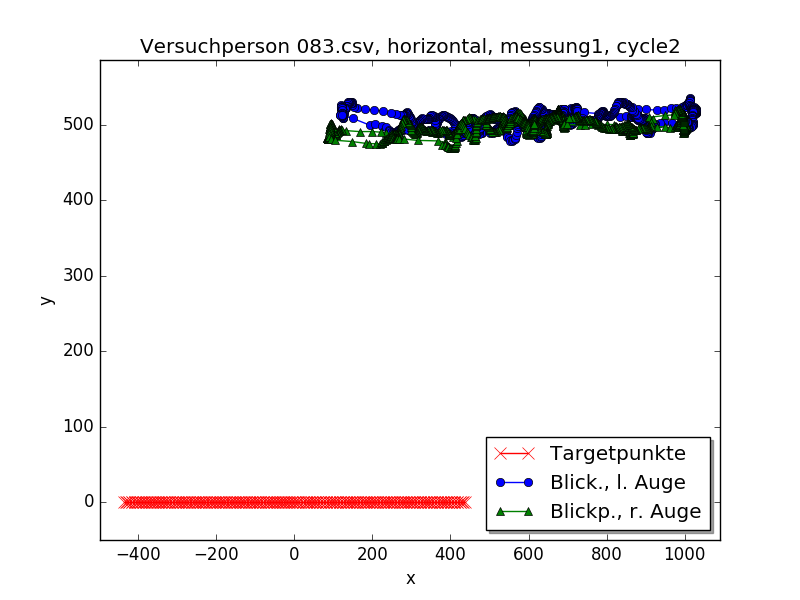 Versuchperson 083.csv, horizontal, messung1, cycle2
500
400
300
200
100
0
y
Targetpunkte
Blick., l. Auge
Blickp., r. Auge
−400 −200 0 200 400 600 800 1000
x